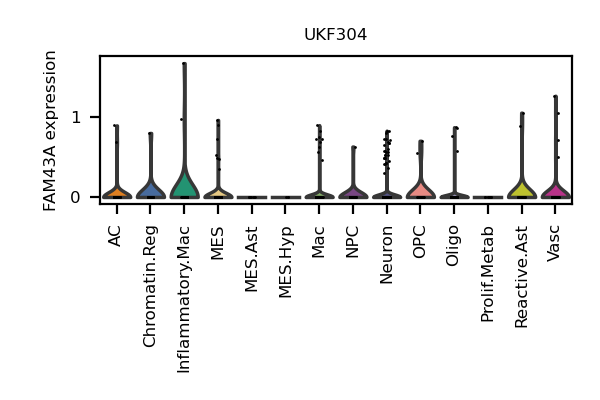 UKF304
FAM43A expression
1
0
AC
Chromatin.Reg
Inflammatory.Mac
MES
MES.Ast
MES.Hyp
Mac
NPC
Neuron
OPC
Oligo
Prolif.Metab
Reactive.Ast
Vasc